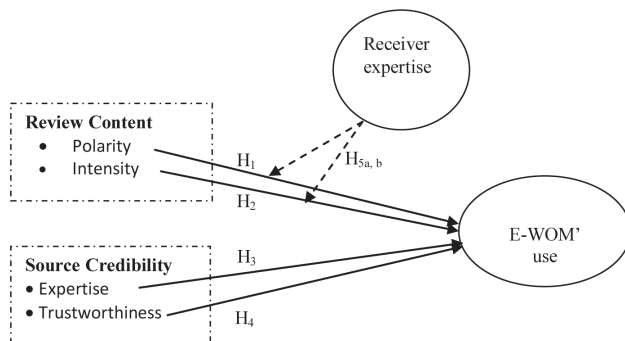 Receiver
expertise
Review Content
● Polarity
● Intensity
H1
H2
H5a, b
E-WOM’
use
Source Credibility
● Expertise
● Trustworthiness
H3
H4